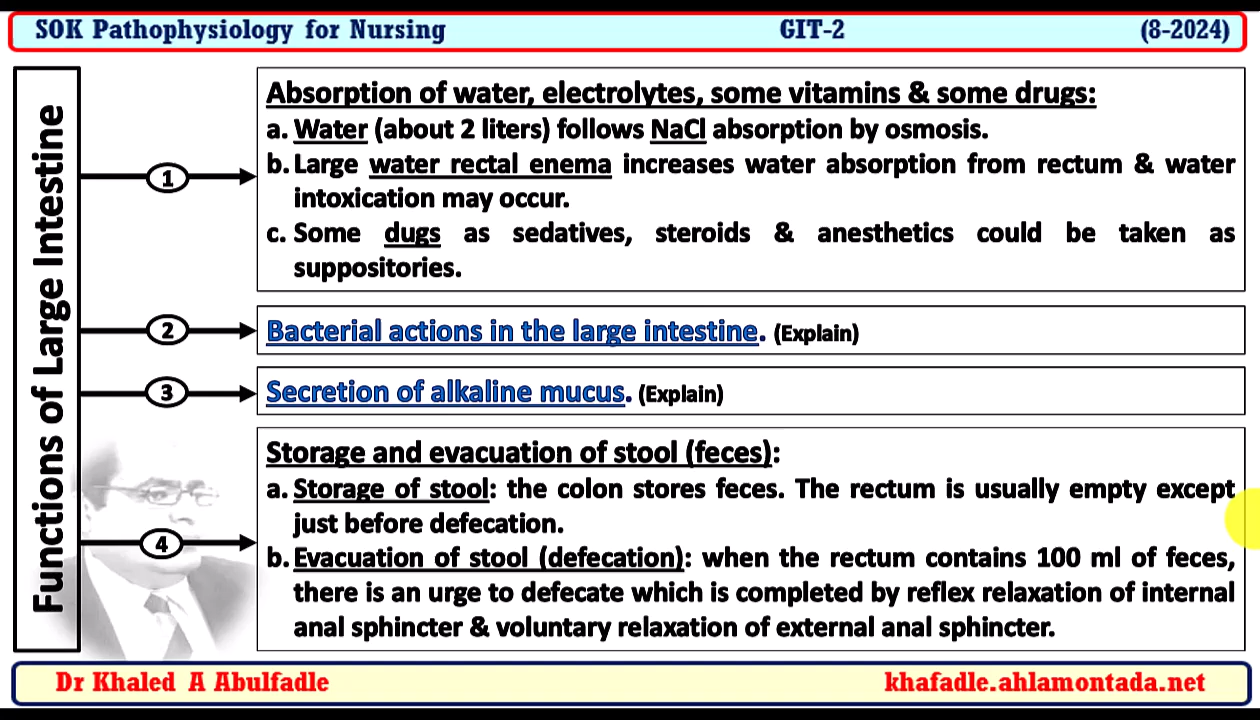 SOK Pathophysiology for Nursing GIT-2 (8-2024)
Functions of Large Intestine
1
Absorption of water, electrolytes, some vitamins & some drugs:
a. Water (about 2 liters) follows NaCl absorption by osmosis.
b. Large water rectal enema increases water absorption from rectum & water
intoxication may occur.
c. Some dugs as sedatives, steroids & anesthetics could be taken as
suppositories.
2
Bacterial actions in the large intestine. (Explain)
3
Secretion of alkaline mucus. (Explain)
4
Storage and evacuation of stool (feces):
a. Storage of stool: the colon stores feces. The rectum is usually empty except
just before defecation.
b. Evacuation of stool (defecation): when the rectum contains 100 ml of feces,
there is an urge to defecate which is completed by reflex relaxation of internal
anal sphincter & voluntary relaxation of external anal sphincter.
Dr Khaled A Abulfadle khafadle.ahlamontada.net